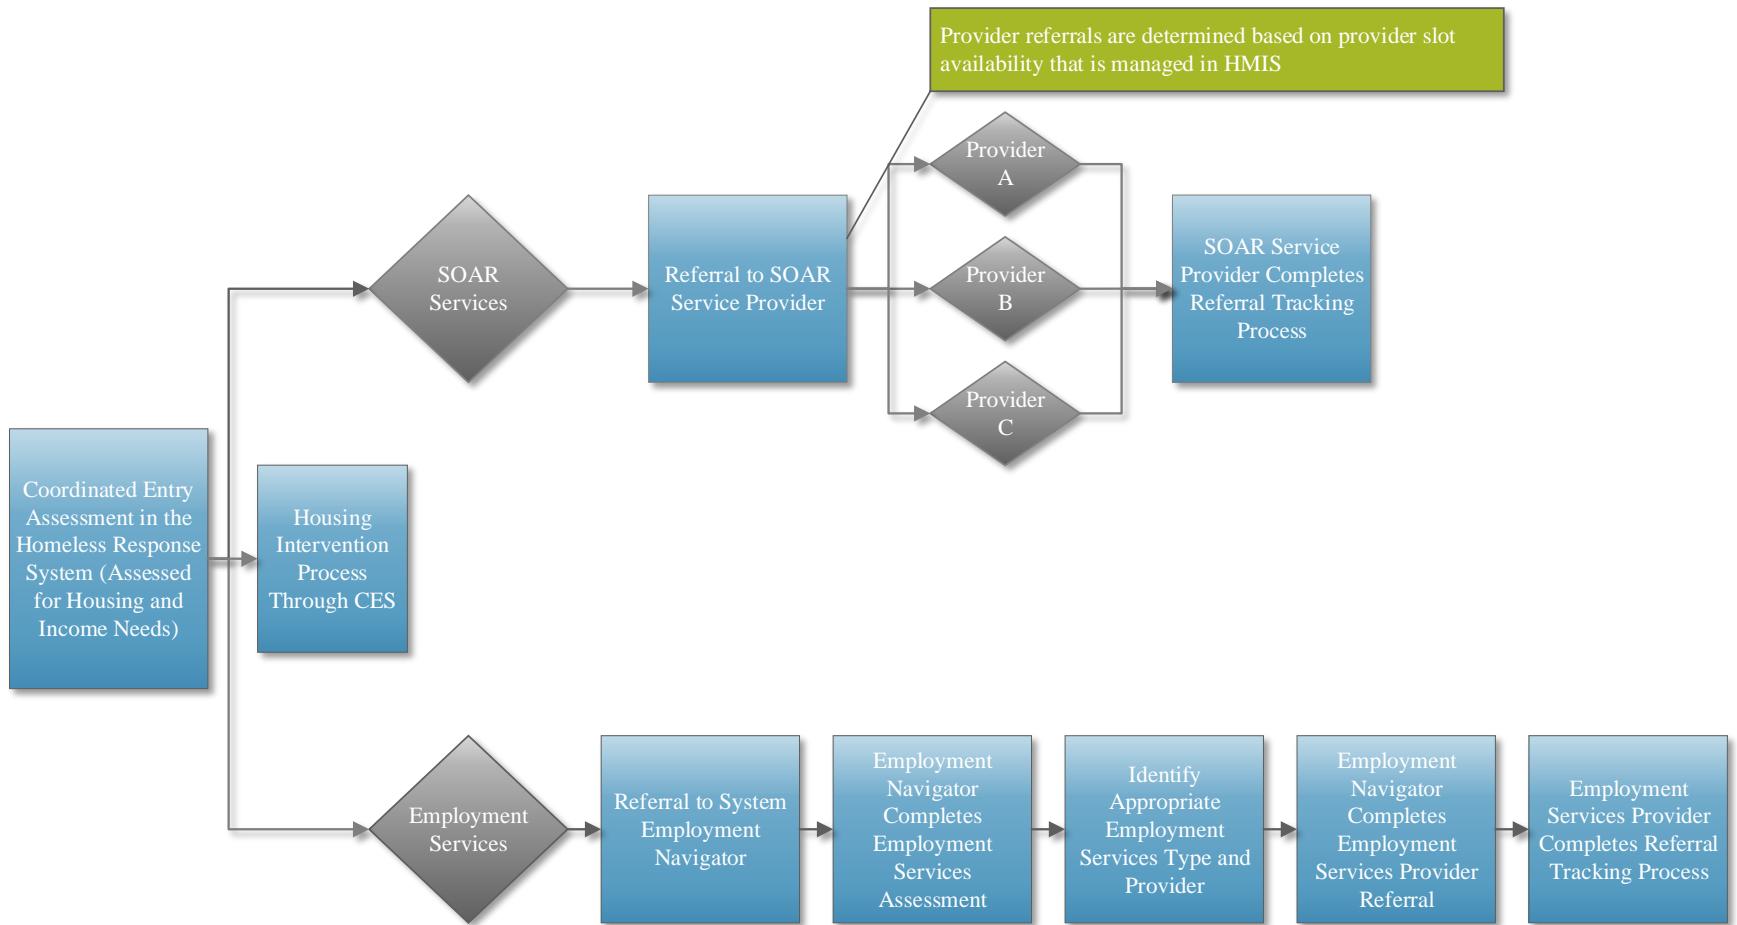 Provider referrals are determined based on provider slot
availability that is managed in HMIS
Provider
A
SOAR
Services
Referral to SOAR
Service Provider
Provider
B
SOAR Service
Provider Completes
Referral Tracking
Process
Provider
C
Coordinated Entry
Assessment in the
Homeless Response
System (Assessed
for Housing and
Income Needs)
Housing
Intervention
Process
Through CES
Employment
Services
Referral to System
Employment
Navigator
Employment
Navigator
Completes
Employment
Services
Assessment
Identify
Appropriate
Employment
Services Type and
Provider
Employment
Navigator
Completes
Employment
Services Provider
Referral
Employment
Services Provider
Completes Referral
Tracking Process